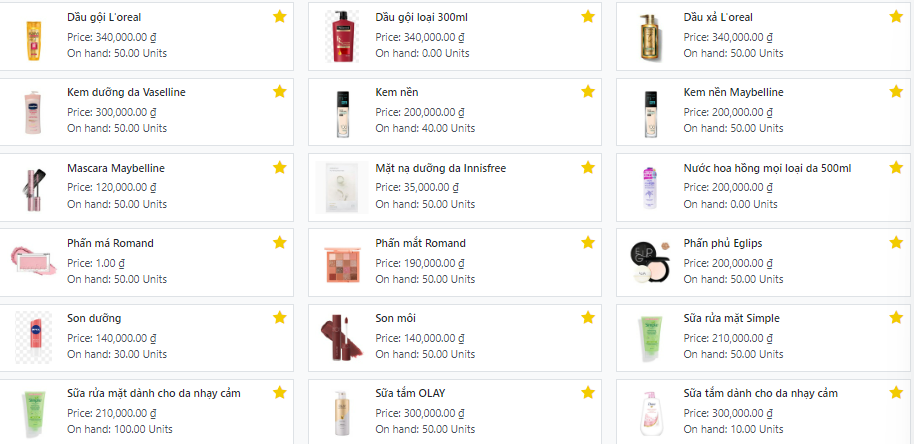 Dầu gội L'oreal
Price: 340,000.00 ₫
On hand: 50.00 Units
Dầu gội loại 300ml
Price: 340,000.00 ₫
On hand: 0.00 Units
Dầu xả L'oreal
Price: 340,000.00 ₫
On hand: 50.00 Units
Kem dưỡng da Vaselline
Price: 300,000.00 ₫
On hand: 50.00 Units
Kem nền
Price: 200,000.00 ₫
On hand: 40.00 Units
Kem nền Maybelline
Price: 200,000.00 ₫
On hand: 50.00 Units
Mascara Maybelline
Price: 120,000.00 ₫
On hand: 50.00 Units
Mặt nạ dưỡng da Innisfree
Price: 35,000.00 ₫
On hand: 50.00 Units
Nước hoa hồng mọi loại da 500ml
Price: 200,000.00 ₫
On hand: 0.00 Units
Phấn má Romand
Price: 1.00 ₫
On hand: 50.00 Units
Phấn mắt Romand
Price: 190,000.00 ₫
On hand: 50.00 Units
Phấn phủ Eglips
Price: 200,000.00 ₫
On hand: 50.00 Units
Son dưỡng
Price: 140,000.00 ₫
On hand: 30.00 Units
Son môi
Price: 140,000.00 ₫
On hand: 50.00 Units
Sữa rửa mặt Simple
Price: 210,000.00 ₫
On hand: 50.00 Units
Sữa rửa mặt dành cho da nhạy cảm
Price: 210,000.00 ₫
On hand: 100.00 Units
Sữa tắm OLAY
Price: 300,000.00 ₫
On hand: 50.00 Units
Sữa tắm dành cho da nhạy cảm
Price: 300,000.00 ₫
On hand: 10.00 Units